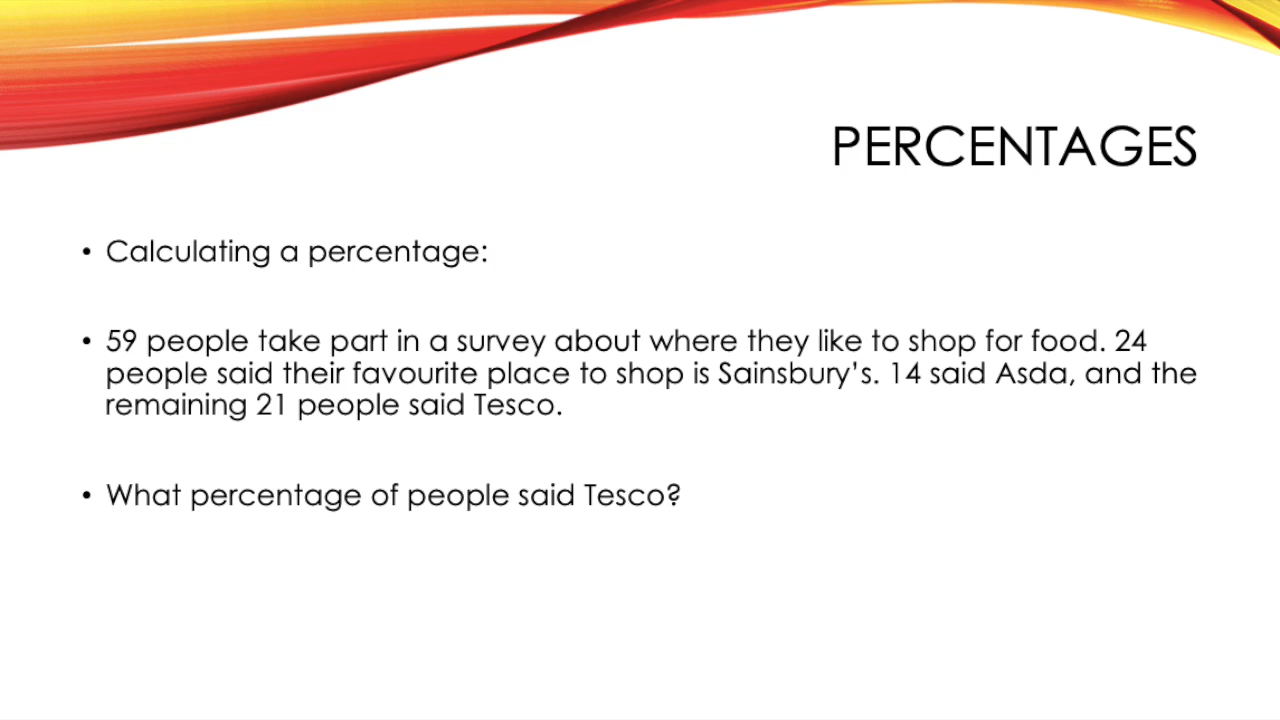 PERCENTAGES
• Calculating a percentage:
• 59 people take part in a survey about where they like to shop for food. 24
people said their favourite place to shop is Sainsbury’s. 14 said Asda, and the
remaining 21 people said Tesco.
• What percentage of people said Tesco?